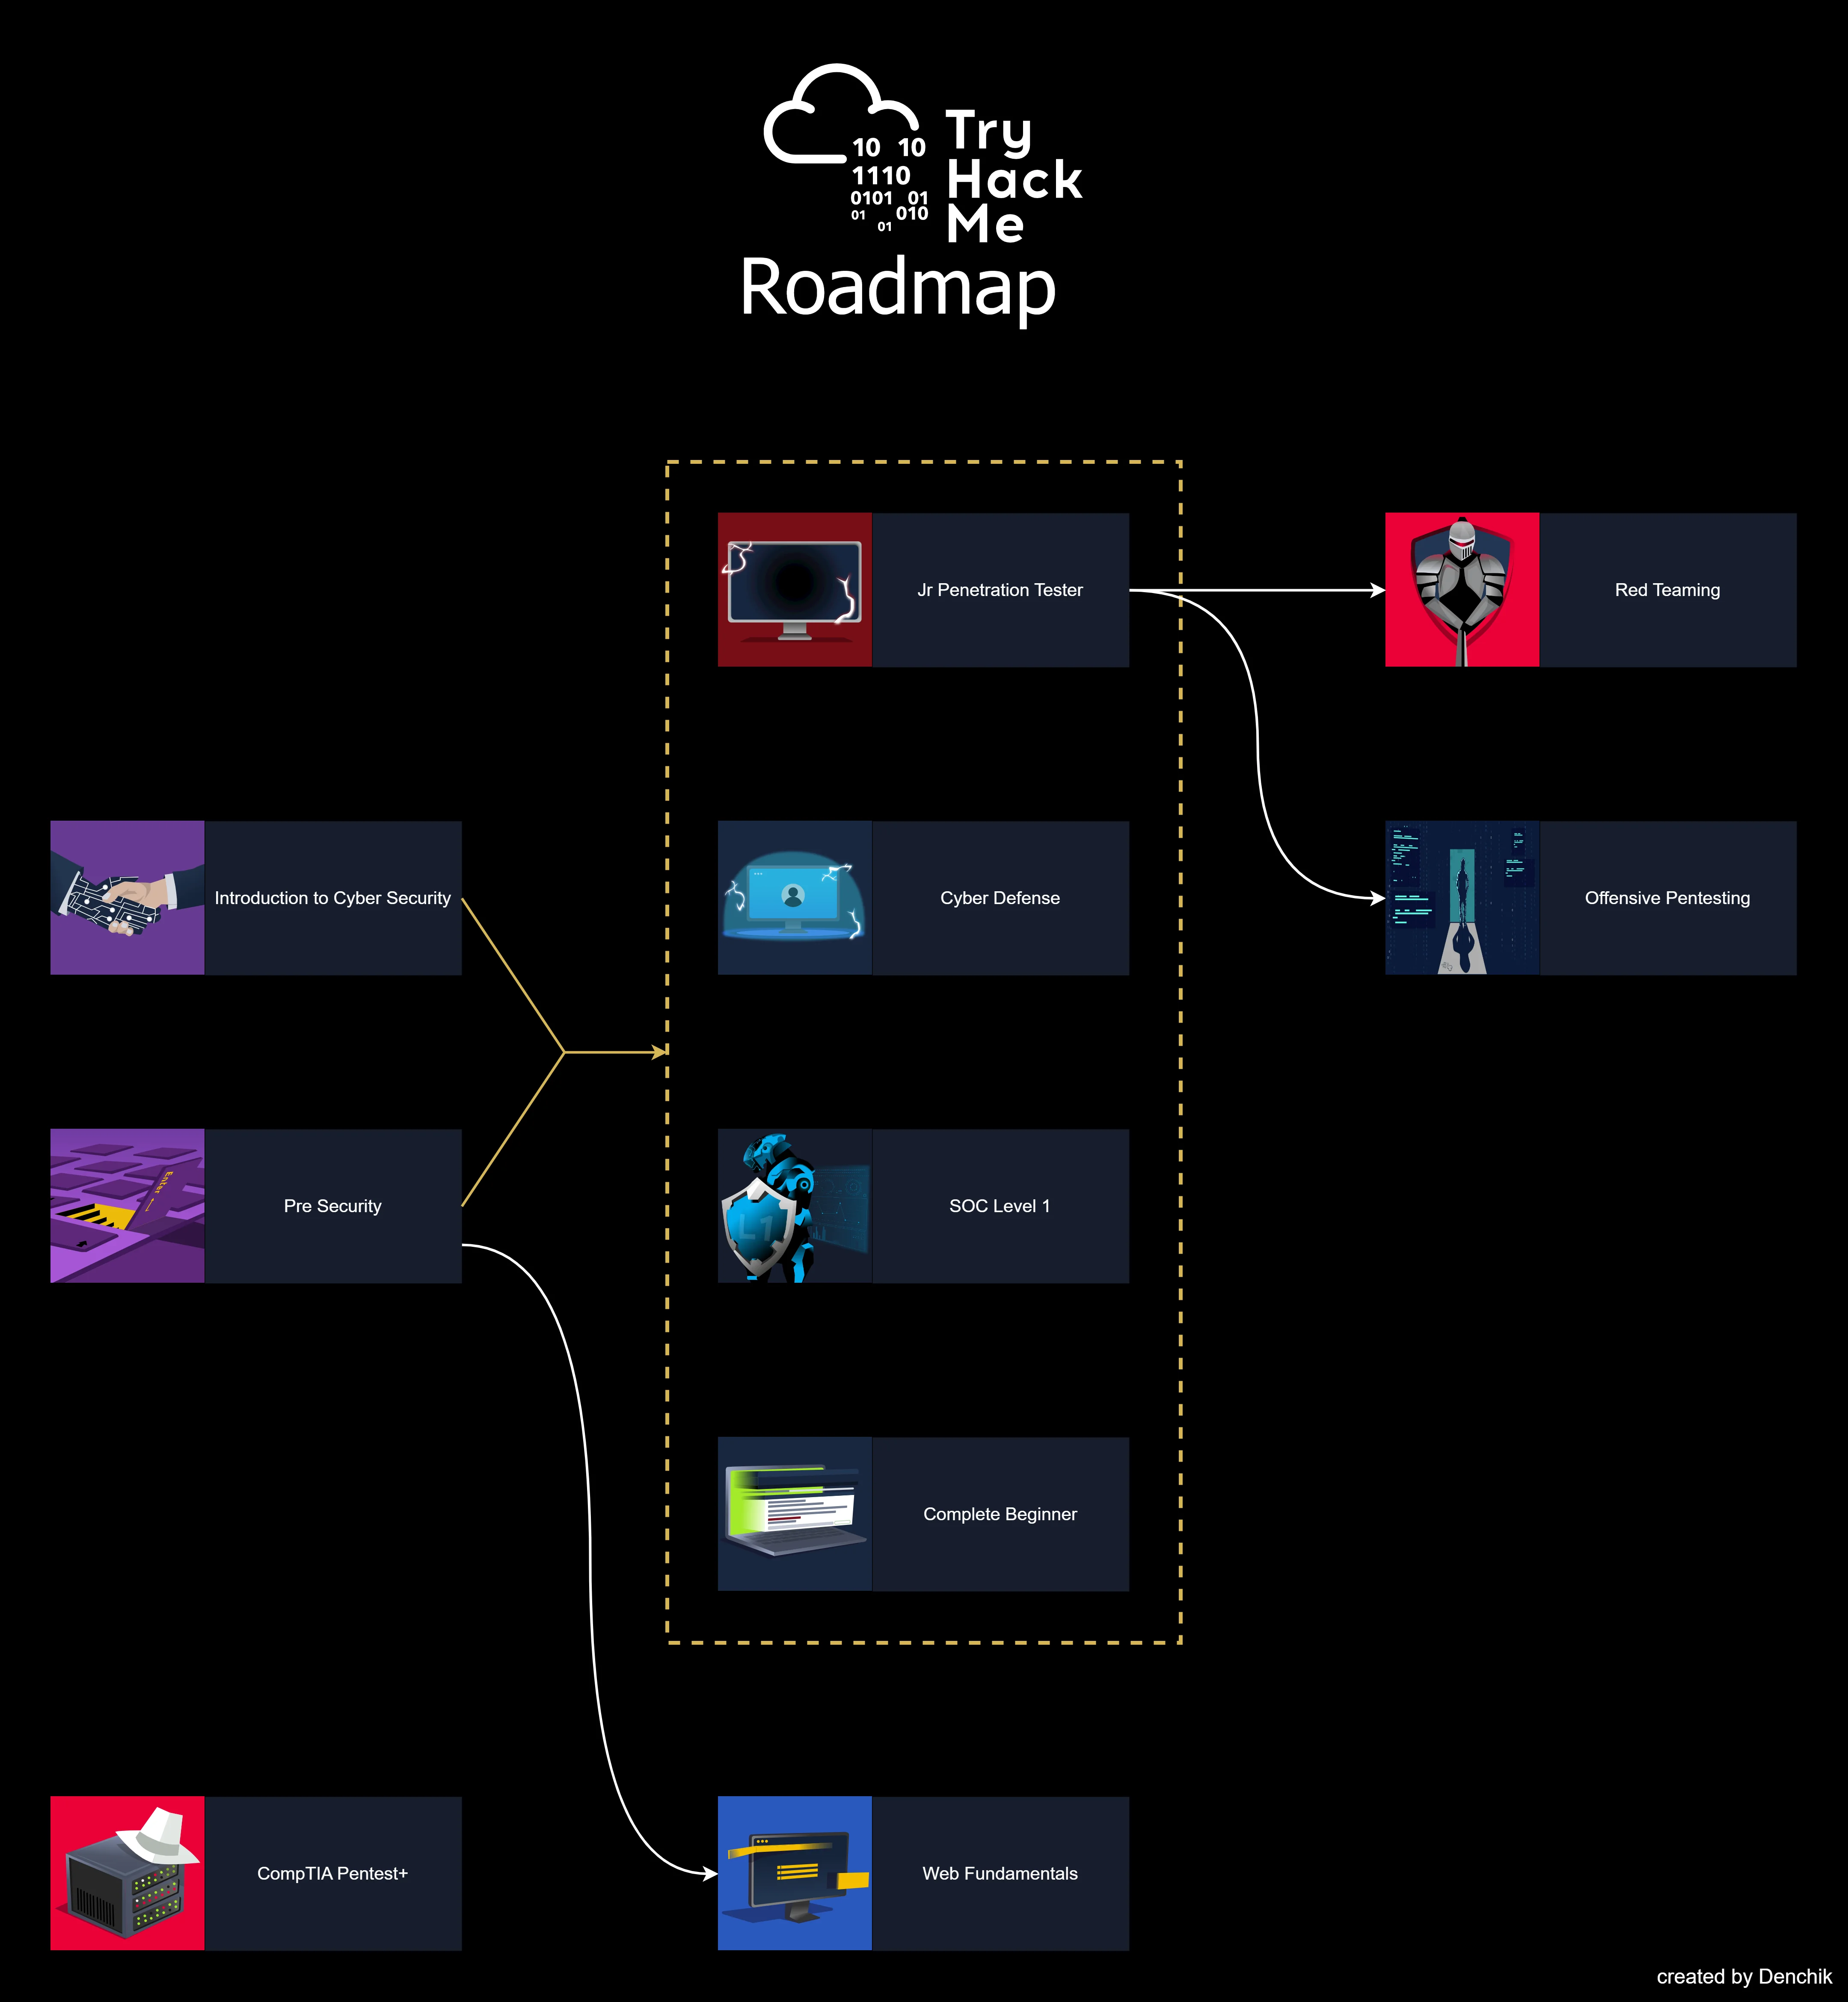 10 10
1110
0101 01
01 010
01
Try
Hack
Me
Roadmap
Jr Penetration Tester
Red Teaming
Introduction to Cyber Security
Cyber Defense
Offensive Pentesting
Enter
Pre Security
L1
SOC Level 1
Complete Beginner
CompTIA Pentest+
Web Fundamentals
created by Denchik